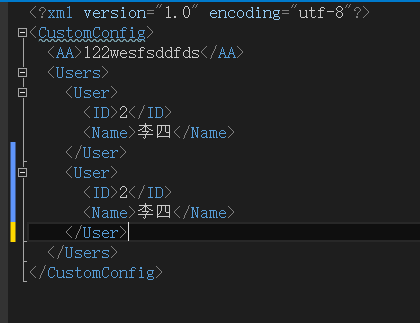 <?xml version="1.0" encoding="utf-8"?>
<CustomConfig>
<AA>122wesfsddfds</AA>
<Users>
<User>
<ID>2</ID>
<Name>李四</Name>
</User>
<User>
<ID>2</ID>
<Name>李四</Name>
</User>
</Users>
</CustomConfig>